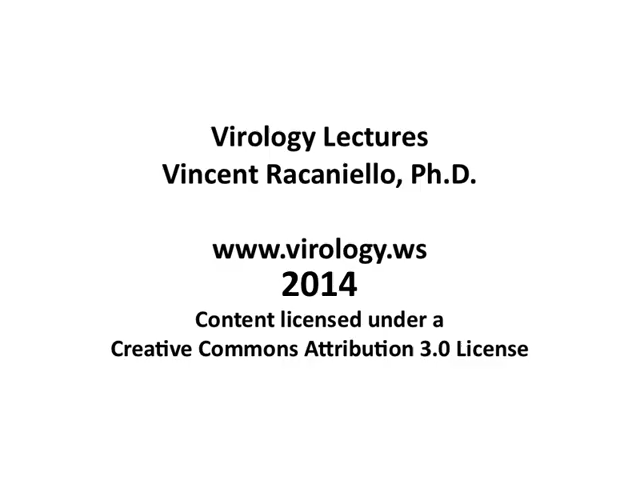 Virology Lectures
Vincent Racaniello, Ph.D.
www.virology.ws
2014
Content licensed under a
Creative Commons Attribution 3.0 License